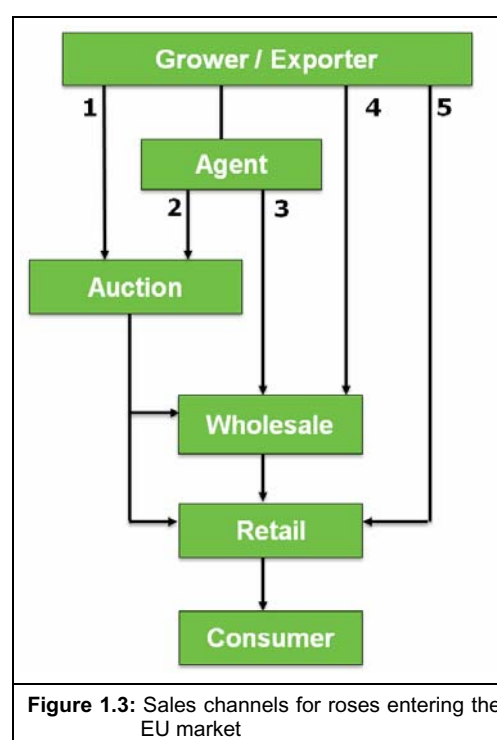 Grower / Exporter
1
4
5
Agent
2
3
Auction
Wholesale
Retail
Consumer
Figure 1.3: Sales channels for roses entering the
EU market